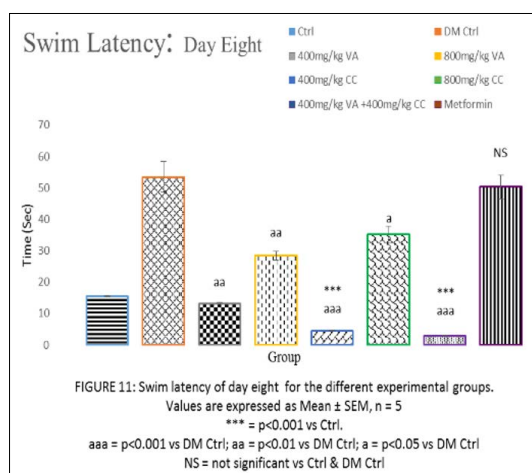 Swim Latency: Day Eight
Ctrl
DM Ctrl
400mg/kg VA
800mg/kg VA
400mg/kg CC
800mg/kg CC
400mg/kg VA +400mg/kg CC
Metformin
70
60
50
40
30
20
10
0
Time (Sec)
aa
aa
***
aaa
a
***
aaa
NS
Group
FIGURE 11: Swim latency of day eight for the different experimental groups.
Values are expressed as Mean ± SEM, n = 5
*** = p<0.001 vs Ctrl.
aaa = p<0.001 vs DM Ctrl; aa = p<0.01 vs DM Ctrl; a = p<0.05 vs DM Ctrl
NS = not significant vs Ctrl & DM Ctrl